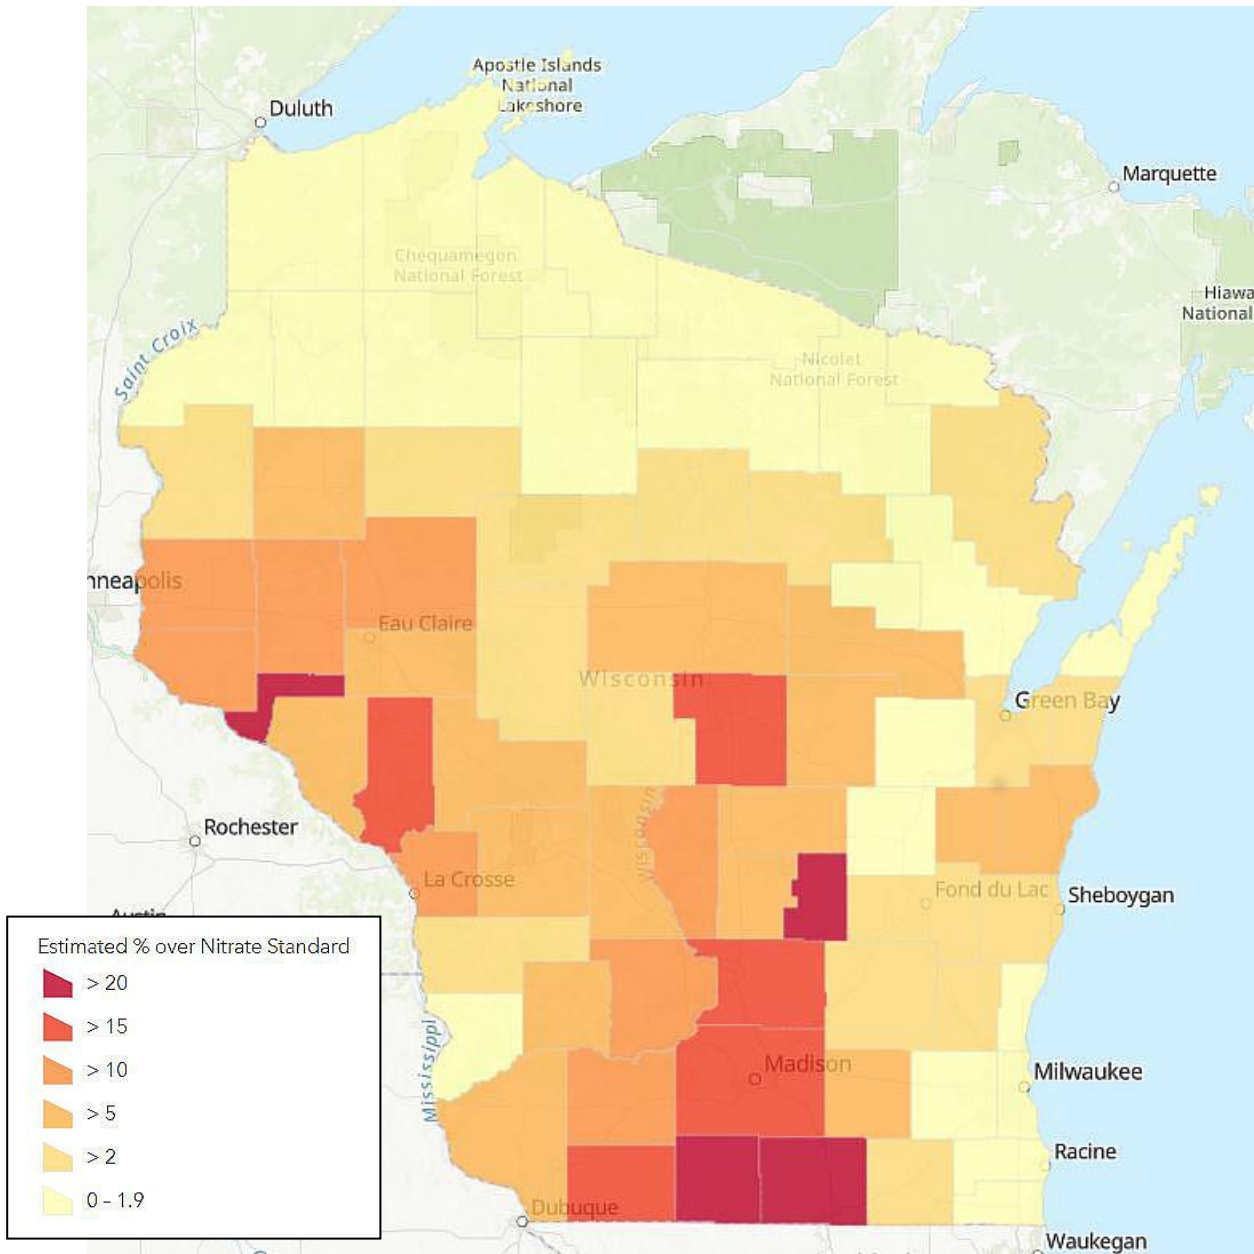 Apostle Islands
National
Lakeshore
Duluth
Marquette
Chequamegon
National Forest
Hiawa
National
Saint Croix
Nicolet
National Forest
nneapolis
Eau Claire
Wisconsin
Green Bay
Wisconsin
Rochester
La Crosse
Fond du Lac
Sheboygan
Austin
Estimated % over Nitrate Standard
> 20
> 15
> 10
> 5
> 2
0 - 1.9
Mississippi
Madison
Milwaukee
Racine
Dubuque
Waukegan